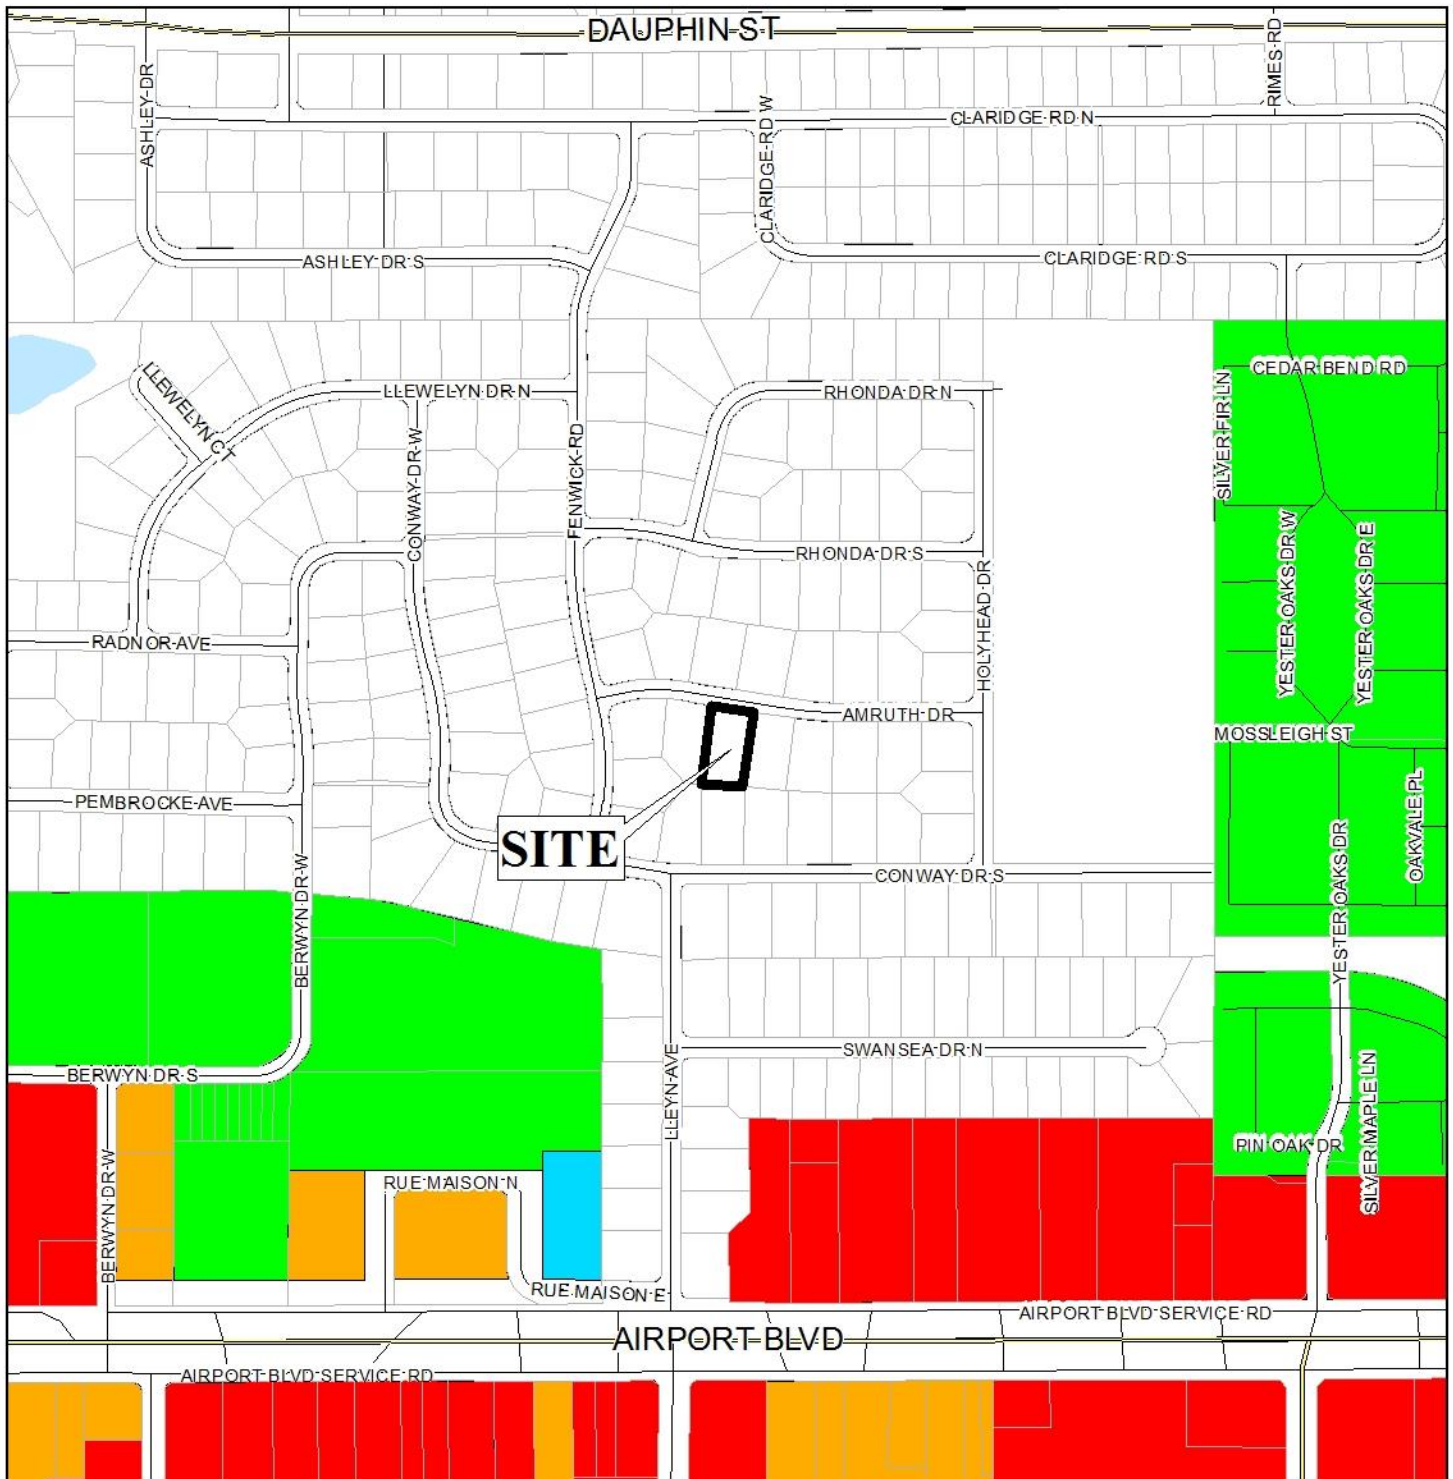 DAUPHIN ST
ASHLEY DR
RIMES RD
CLARIDGE RD W
CLARIDGE RD N
ASHLEY DR S
CLARIDGE RD S
LLEWELYN CT
LLEWELYN DR N
RHONDA DR N
CEDAR BEND RD
SILVER FIR LN
CONWAY DR W
FENWICK RD
YESTER OAKS DR W
YESTER OAKS DR E
RHONDA DR S
HOLYHEAD DR
RADNOR AVE
AMRUTH DR
MOSSLEIGH ST
PEMBROCKE AVE
OAKVALE PL
SITE
YESTER OAKS DR
BERWYN DR W
CONWAY DR S
SWANSEA DR N
LLEYN AVE
BERWYN DR S
SILVER MAPLE LN
PIN OAK DR
BERWYN DR W
RUE MAISON N
RUE MAISON E
AIRPORT BLVD SERVICE RD
AIRPORT BLVD
AIRPORT BLVD SERVICE RD